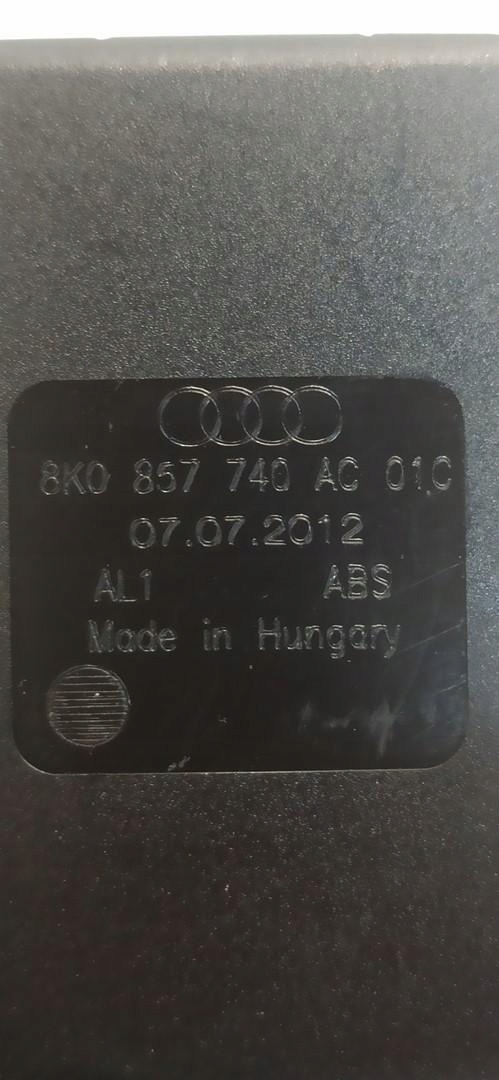 8K0 857 740 AC 01C
07.07.2012
AL1 ABS
Made in Hungary